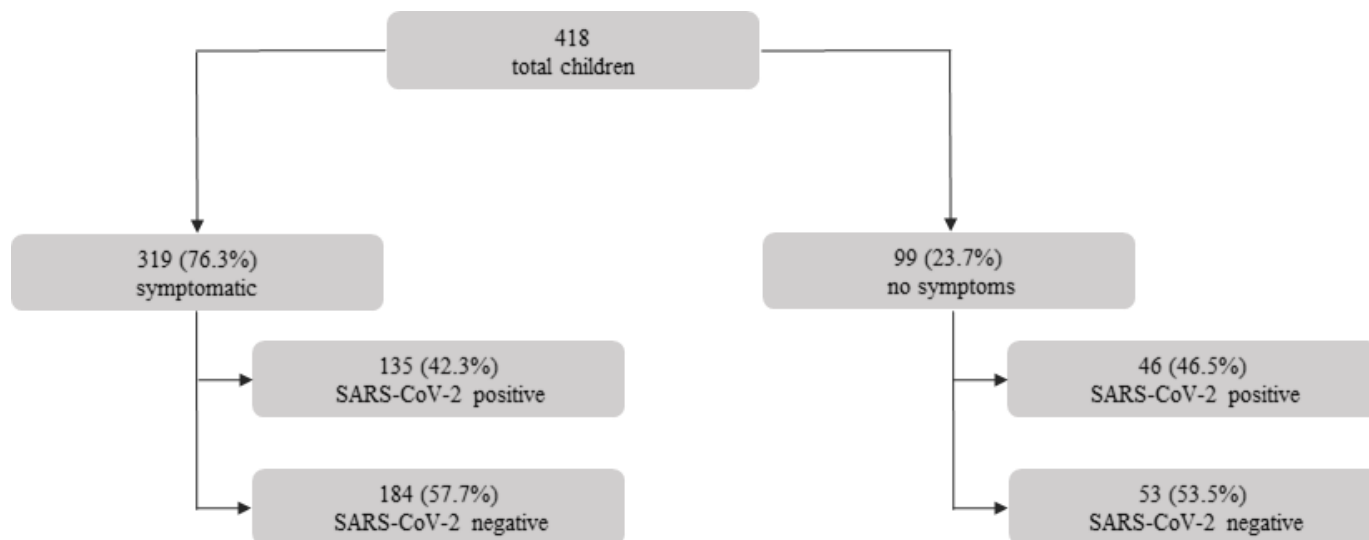 418
total children
319 (76.3%)
symptomatic
99 (23.7%)
no symptoms
135 (42.3%)
SARS-CoV-2 positive
46 (46.5%)
SARS-CoV-2 positive
184 (57.7%)
SARS-CoV-2 negative
53 (53.5%)
SARS-CoV-2 negative